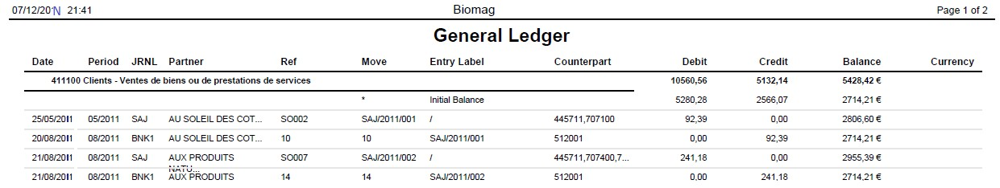 07/12/20 21:41 Biomag Page 1 of 2
General Ledger
Date Period JRNL Partner Ref Move Entry Label Counterpart Debit Credit Balance Currency
411100 Clients - Ventes de biens ou de prestations de services 10560,56 5132,14 5428,42 €
* Initial Balance 5280,28 2566,07 2714,21 €
25/05/2011 05/2011 SAJ AU SOLEIL DES COT... SO002 SAJ/2011/001 / 445711,707100 92,39 0,00 2806,60 €
20/08/2011 08/2011 BNK1 AU SOLEIL DES COT... 10 10 SAJ/2011/001 512001 0,00 92,39 2714,21 €
21/08/2011 08/2011 SAJ AUX PRODUITS SO007 SAJ/2011/002 / 445711,707400,7... 241,18 0,00 2955,39 €
NATU...
21/08/2011 08/2011 BNK1 AUX PRODUITS 14 14 SAJ/2011/002 512001 0,00 241,18 2714,21 €